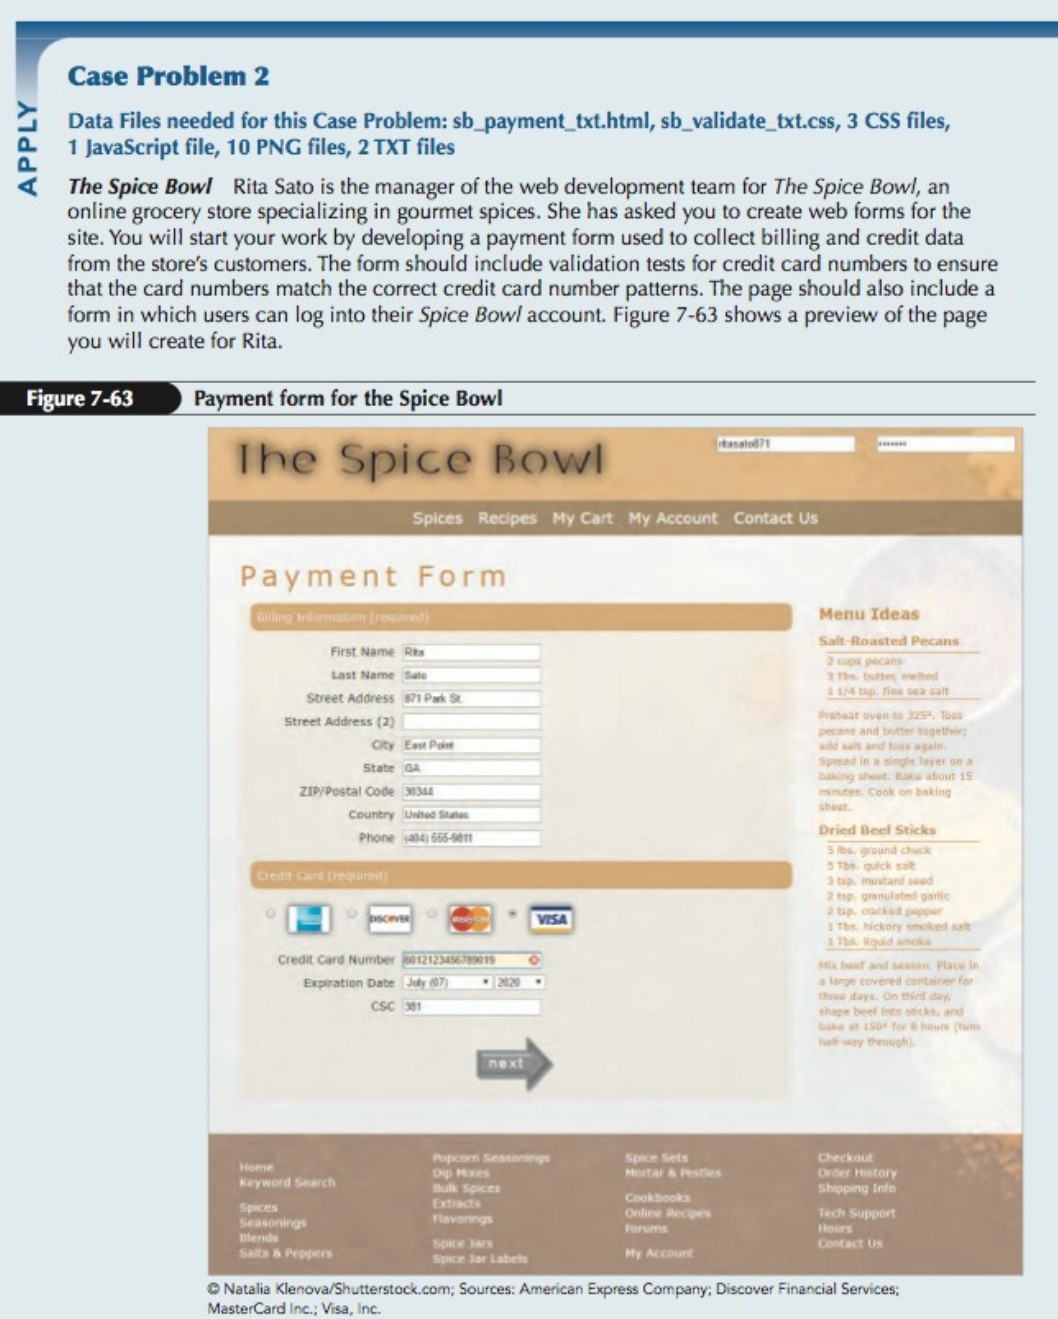 APPLY
Case Problem 2
Data Files needed for this Case Problem: sb_payment_txt.html, sb_validate_txt.css, 3 CSS files,
1 JavaScript file, 10 PNG files, 2 TXT files
The Spice Bowl Rita Sato is the manager of the web development team for The Spice Bowl, an
online grocery store specializing in gourmet spices. She has asked you to create web forms for the
site. You will start your work by developing a payment form used to collect billing and credit data
from the store's customers. The form should include validation tests for credit card numbers to ensure
that the card numbers match the correct credit card number patterns. The page should also include a
form in which users can log into their Spice Bowl account. Figure 7-63 shows a preview of the page
you will create for Rita.
Figure 7-63 Payment form for the Spice Bowl
The Spice Bowl
ritasato871
•••••••
Spices Recipes My Cart My Account Contact Us
Payment Form
Billing Information (required)
First Name Rita
Last Name Sato
Street Address 871 Park St.
Street Address (2)
City East Point
State GA
ZIP/Postal Code 30344
Country United States
Phone (404) 555-9811
Credit Card (required)
DISCOVER MasterCard VISA
Credit Card Number 6012123456789019
Expiration Date July (07) 2020
CSC 381
next
Menu Ideas
Salt-Roasted Pecans
2 cups pecans
3 Tbs. butter, melted
1 1/4 tsp. fine sea salt
Preheat oven to 325°. Toss
pecans and butter together;
add salt and toss again.
Spread in a single layer on a
baking sheet. Bake about 15
minutes. Cook on baking
sheet.
Dried Beef Sticks
5 lbs. ground chuck
5 Tbs. quick salt
3 tsp. mustard seed
2 tsp. granulated garlic
2 tsp. cracked pepper
1 Tbs. hickory smoked salt
1 Tbs. liquid smoke
Mix beef and season. Place in
a large covered container for
three days. On third day,
shape beef into sticks, and
bake at 150° for 8 hours (turn
half-way through).
Home
Keyword Search
Spices
Seasonings
Blends
Salts & Peppers
Popcorn Seasonings
Dip Mixes
Bulk Spices
Extracts
Flavorings
Spice Jars
Spice Jar Labels
Spice Sets
Mortar & Pestles
Cookbooks
Online Recipes
Forums
My Account
Checkout
Order History
Shipping Info
Tech Support
Hours
Contact Us
© Natalia Klenova/Shutterstock.com; Sources: American Express Company; Discover Financial Services;
MasterCard Inc.; Visa, Inc.